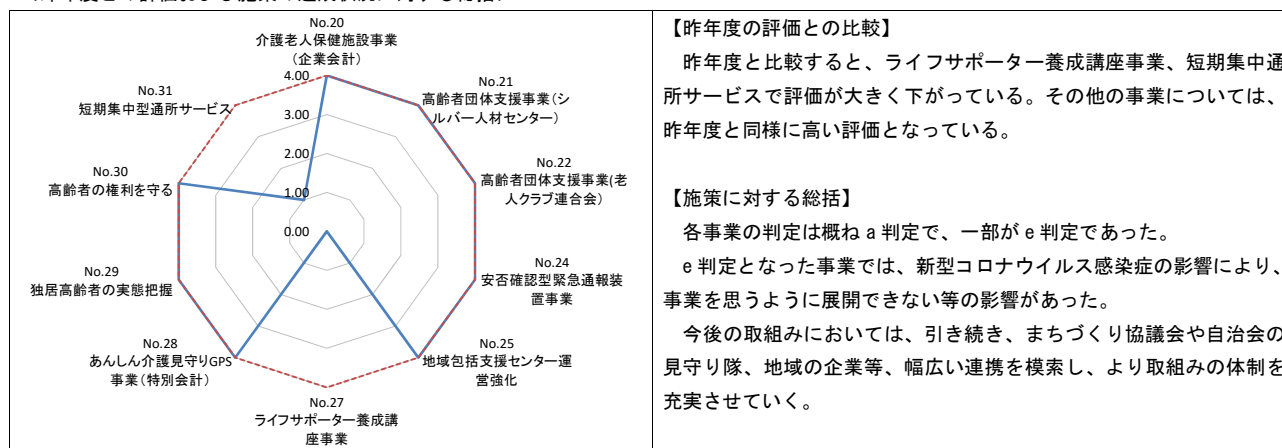 No.20
介護老人保健施設事業
(企業会計)
No.21
高齢者団体支援事業(シ
ルバー人材センター)
No.22
高齢者団体支援事業(老
人クラブ連合会)
No.24
安否確認型緊急通報装
置事業
No.25
地域包括支援センター運
営強化
No.27
ライフサポーター養成講
座事業
No.28
あんしん介護見守りGPS
事業(特別会計)
No.29
独居高齢者の実態把握
No.30
高齢者の権利を守る
No.31
短期集中型通所サービス
4.00
3.00
2.00
1.00
0.00
【昨年度の評価との比較】
昨年度と比較すると、ライフサポーター養成講座事業、短期集中通
所サービスで評価が大きく下がっている。その他の事業については、
昨年度と同様に高い評価となっている。
【施策に対する総括】
各事業の判定は概ね a 判定で、一部が e 判定であった。
e 判定となった事業では、新型コロナウイルス感染症の影響により、
事業を思うように展開できない等の影響があった。
今後の取組みにおいては、引き続き、まちづくり協議会や自治会の
見守り隊、地域の企業等、幅広い連携を模索し、より取組みの体制を
充実させていく。